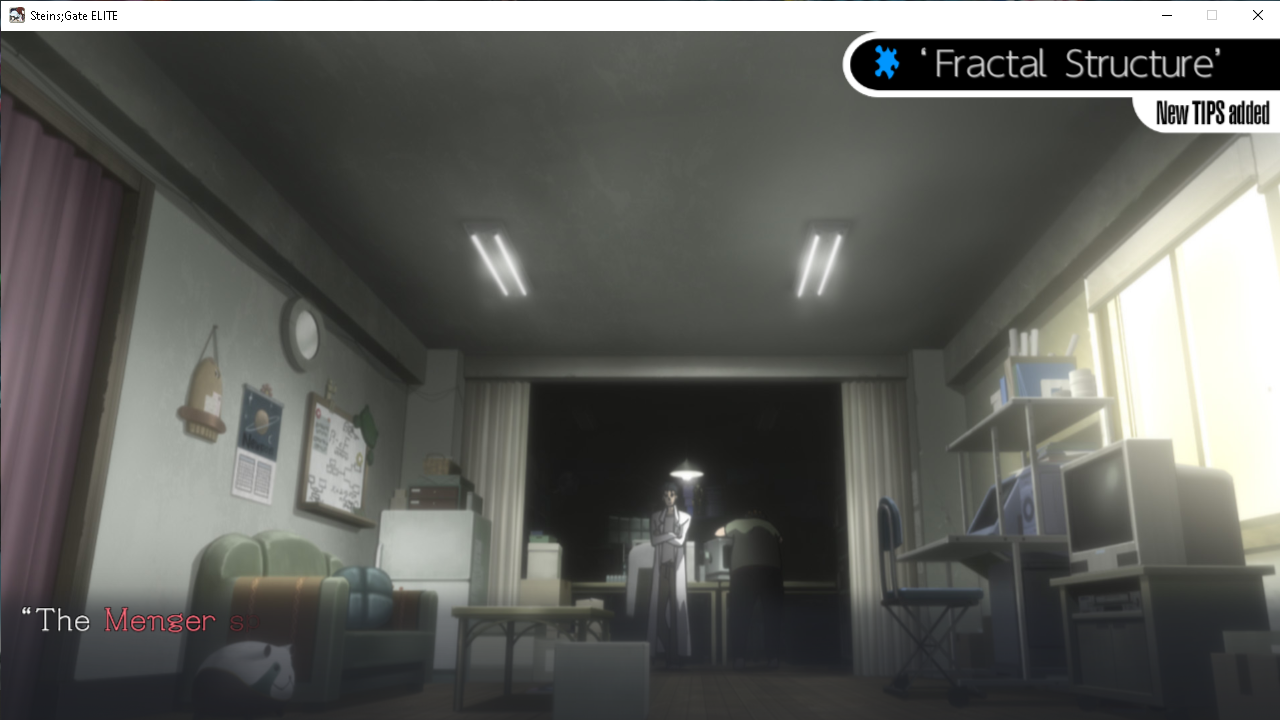 Steins;Gate ELITE
‘Fractal Structure’
New TIPS added
“The Menger s